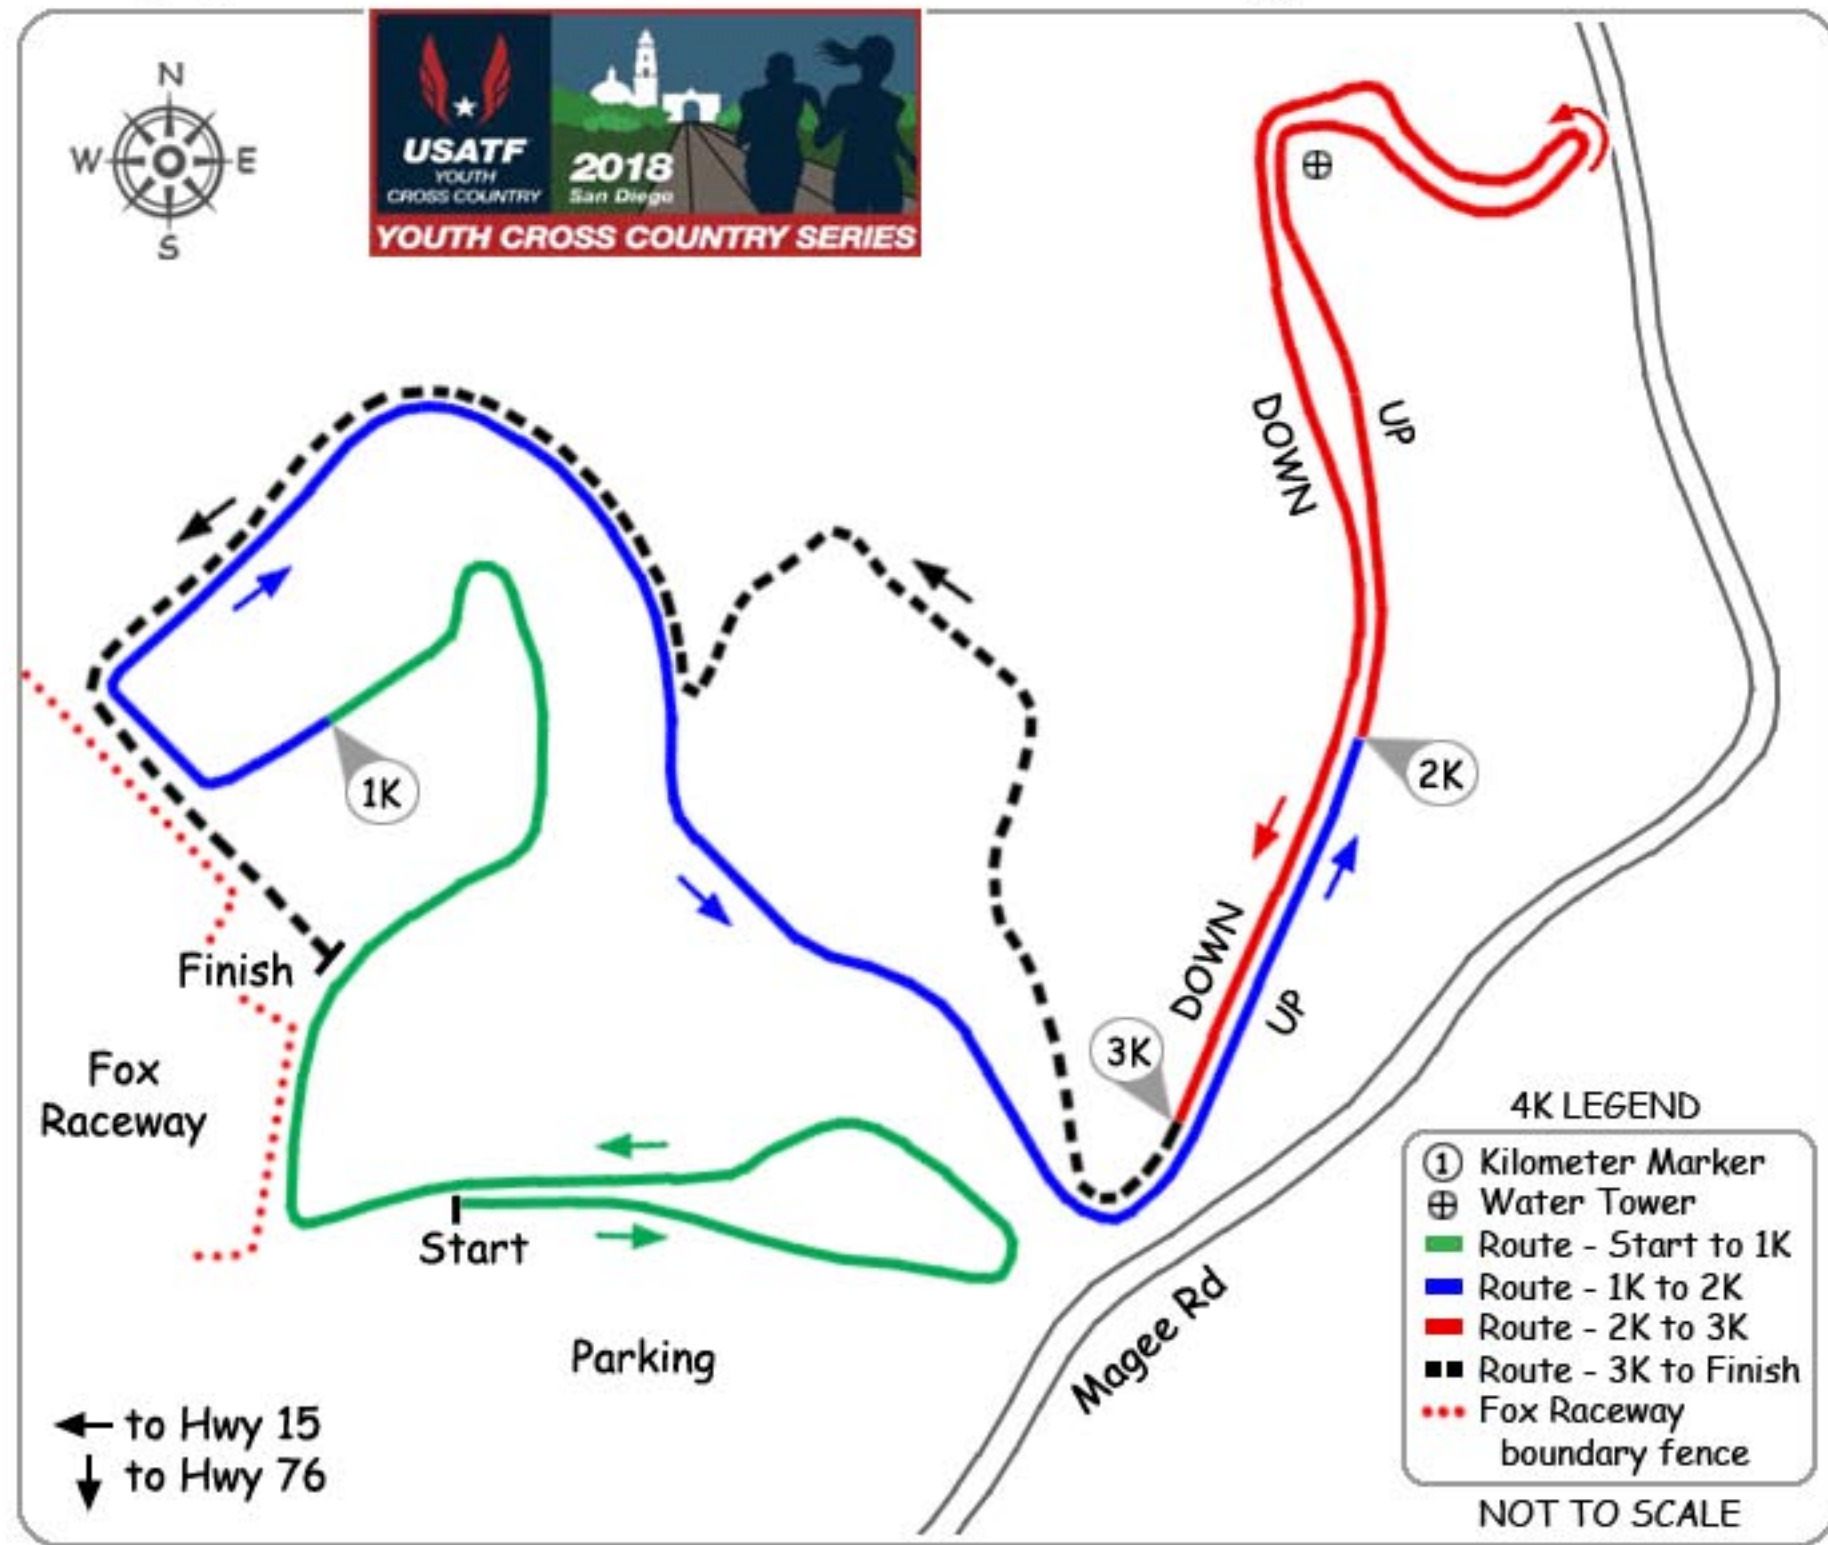 N
W
E
S
USATF
YOUTH
CROSS COUNTRY
2018
San Diego
YOUTH CROSS COUNTRY SERIES
DOWN
UP
1K
2K
DOWN
UP
3K
Finish
Fox
Raceway
Start
Parking
Magee Rd
to Hwy 15
to Hwy 76
4K LEGEND
1 Kilometer Marker
Water Tower
Route - Start to 1K
Route - 1K to 2K
Route - 2K to 3K
Route - 3K to Finish
Fox Raceway
boundary fence
NOT TO SCALE